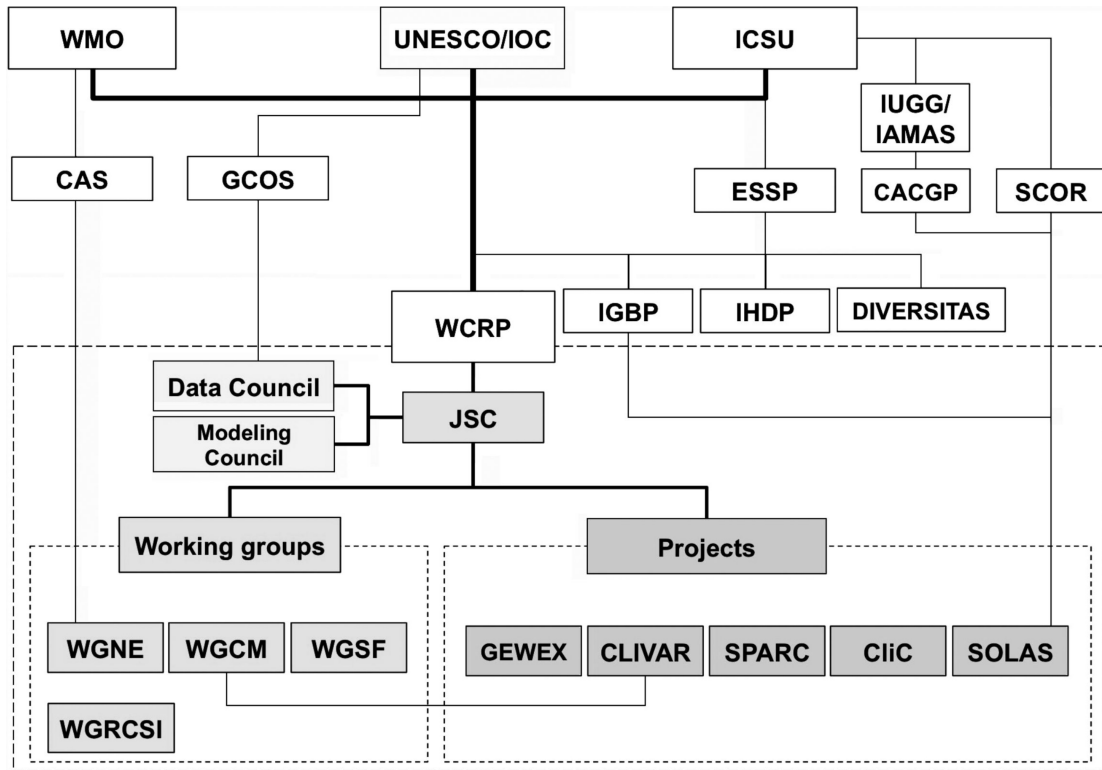 WMO
UNESCO/IOC
ICSU
IUGG/
IAMAS
CAS
GCOS
ESSP
CACGP
SCOR
WCRP
IGBP
IHDP
DIVERSITAS
Data Council
JSC
Modeling
Council
Working groups
Projects
WGNE
WGCM
WGSF
GEWEX
CLIVAR
SPARC
CliC
SOLAS
WGRCSI